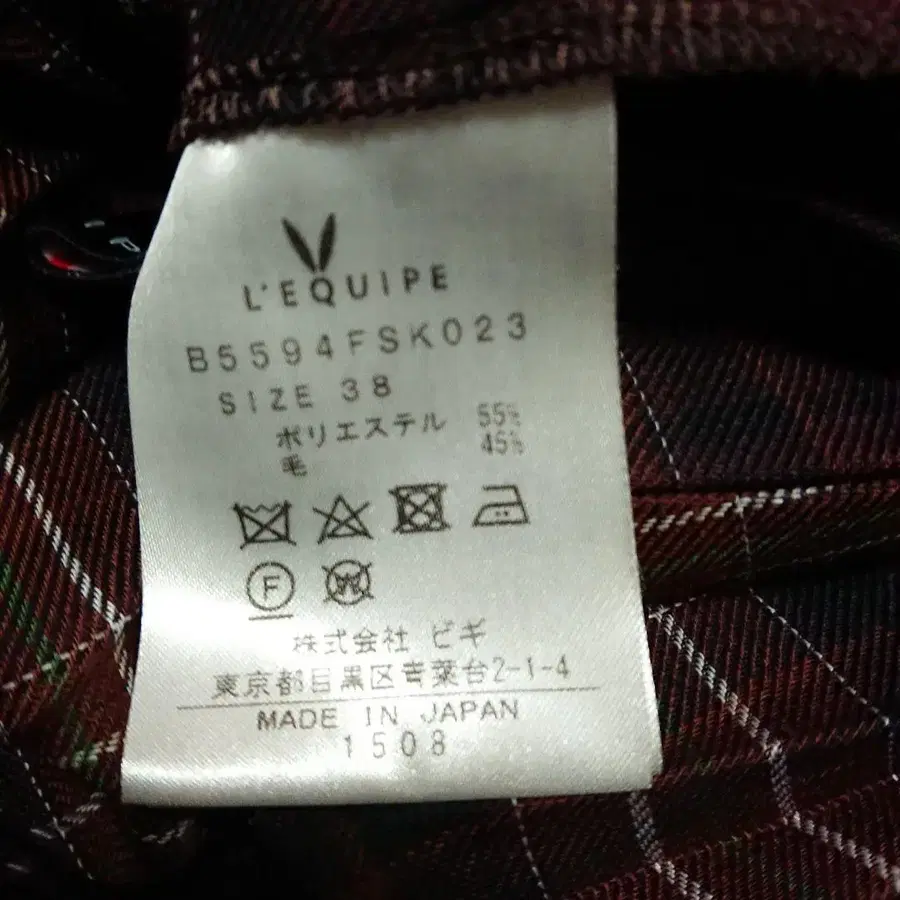 L'EQUIPE
B5594FSK023
SIZE 38
ポリエステル 55%
毛 45%
F W
株式会社 ビギ
東京都目黒区青葉台2-1-4
MADE IN JAPAN
1508